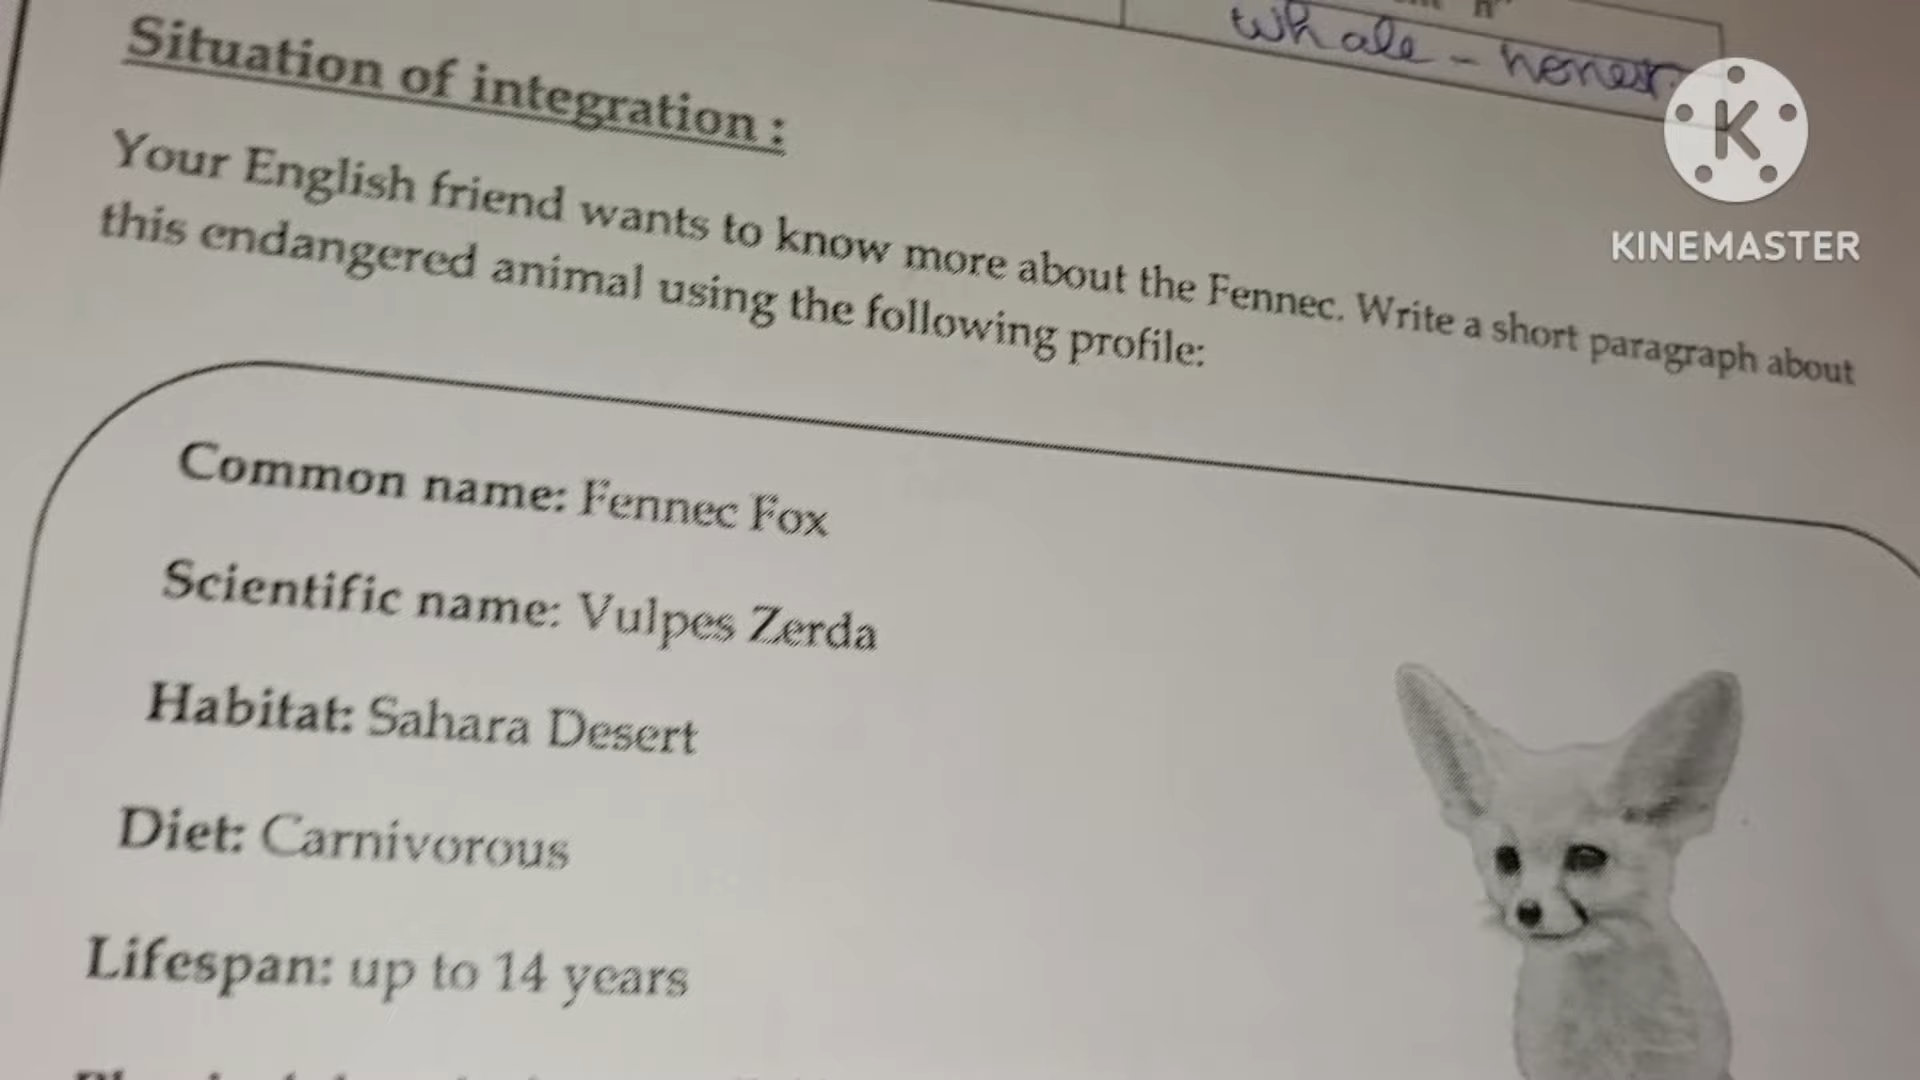 whale - honest.
K
KINEMASTER
Situation of integration :
Your English friend wants to know more about the Fennec. Write a short paragraph about
this endangered animal using the following profile:
Common name: Fennec Fox
Scientific name: Vulpes Zerda
Habitat: Sahara Desert
Diet: Carnivorous
Lifespan: up to 14 years